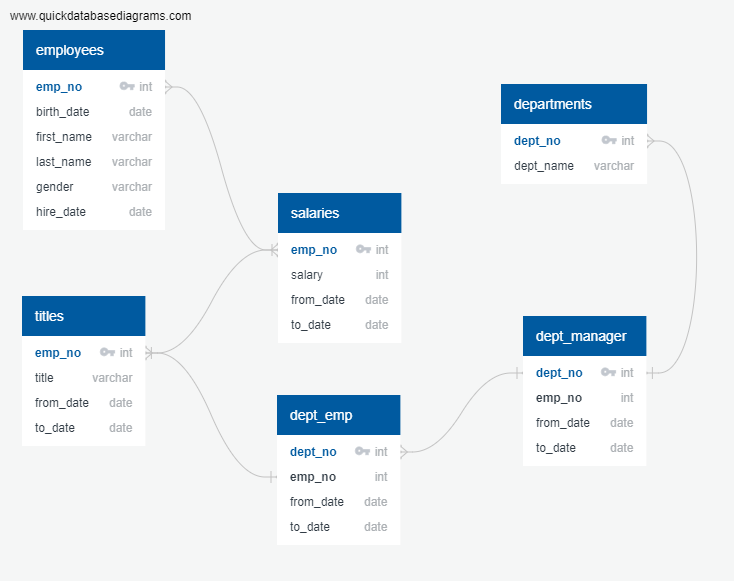 www.quickdatabasediagrams.com
employees
emp_no int
birth_date date
first_name varchar
last_name varchar
gender varchar
hire_date date
departments
dept_no int
dept_name varchar
salaries
emp_no int
salary int
from_date date
to_date date
titles
emp_no int
title varchar
from_date date
to_date date
dept_manager
dept_no int
emp_no int
from_date date
to_date date
dept_emp
dept_no int
emp_no int
from_date date
to_date date